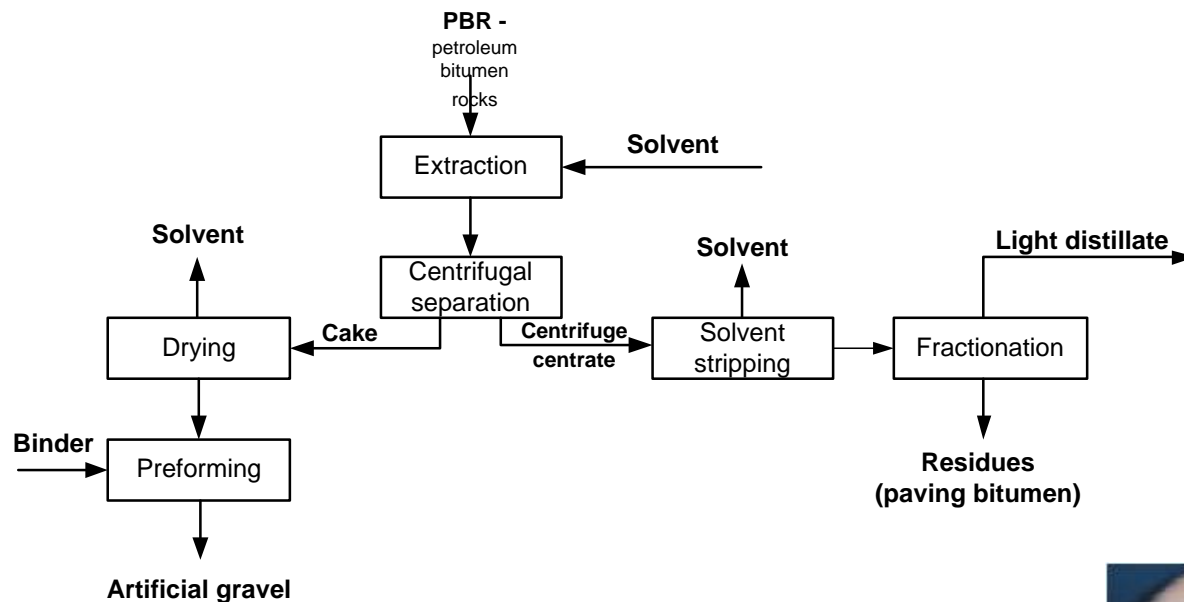 PBR -
petroleum
bitumen
rocks
Extraction
Solvent
Solvent
Centrifugal
separation
Solvent
Light distillate
Drying
Cake
Centrifuge
centrate
Solvent
stripping
Fractionation
Binder
Preforming
Residues
(paving bitumen)
Artificial gravel